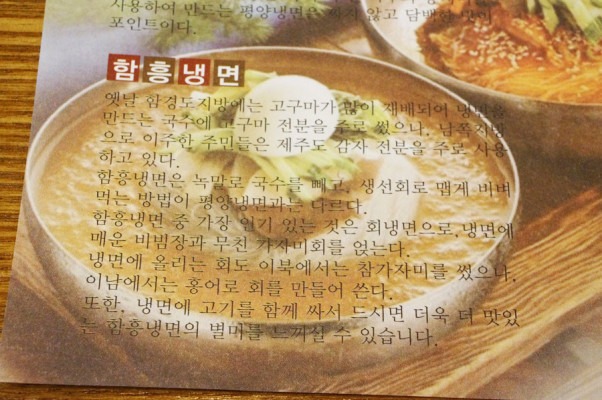 사용하여 만드는 평양냉면은 않고 담백한 맛이
포인트이다.
함흥냉면
옛날 함경도지방에는 고구마가 많이 재배되어 냉면을
만드는 국수에 고구마 전분을 주로 썼으나. 남쪽지방
으로 이주한 주민들은 제주도 감자 전분을 주로 사용
하고 있다.
함흥냉면은 녹말로 국수를 빼고, 생선회로 맵게 비벼
먹는 방법이 평양냉면과는 다르다.
함흥냉면 중 가장 인기 있는 것은 회냉면으로,냉면에
매운 비빔장과 무친 가자미회를 얹는다.
냉면에 올리는 회도 이북에서는 참가자미를 썼으나,
이남에서는 홍어로 회를 만들어 쓴다.
또한, 냉면에 고기를 함께 싸서 드시면 더욱 더 맛있
는 함흥냉면의 별미를 느끼실 수 있습니다.